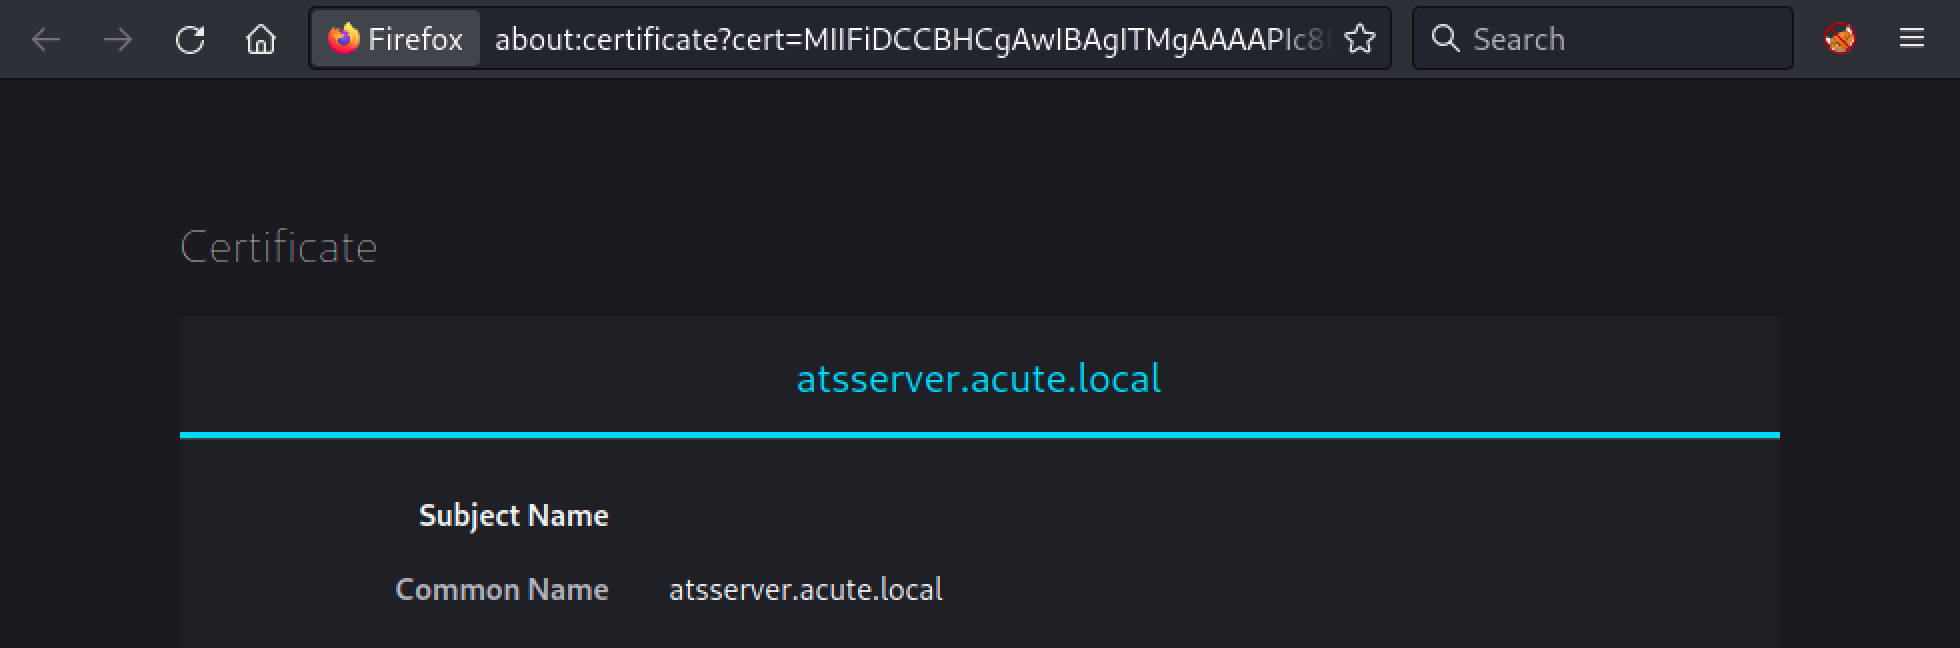 Firefox about:certificate?cert=MIIFiDCCBHCgAwIBAgITMgAAAAPIc8 Search
Certificate
atsserver.acute.local
Subject Name
Common Name atsserver.acute.local